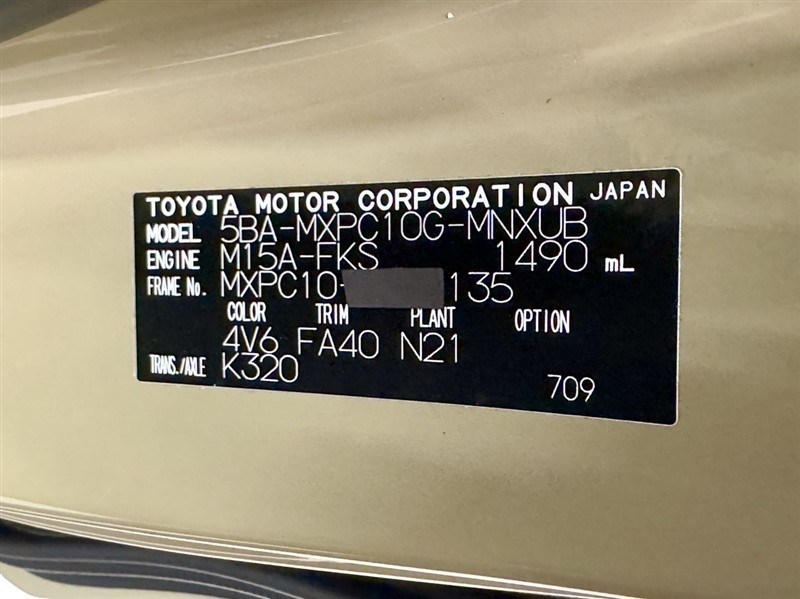 TOYOTA MOTOR CORPORATION JAPAN
MODEL 5BA-MXPC10G-MNXUB
ENGINE M15A-FKS 1490 mL
FRAME No. MXPC10- 135
COLOR TRIM PLANT OPTION
4V6 FA40 N21
TRANS./AXLE K320
709